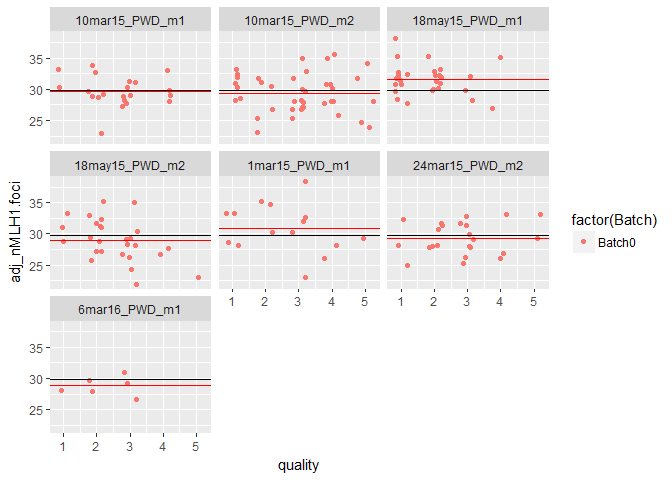 10mar15_PWD_m1 10mar15_PWD_m2 18may15_PWD_m1
35
30
25
18may15_PWD_m2 1mar15_PWD_m1 24mar15_PWD_m2
35
30
25
1 2 3 4 5 1 2 3 4 5
6mar16_PWD_m1
35
30
25
1 2 3 4 5
adj_nMLH1.foci
quality
factor(Batch)
Batch0